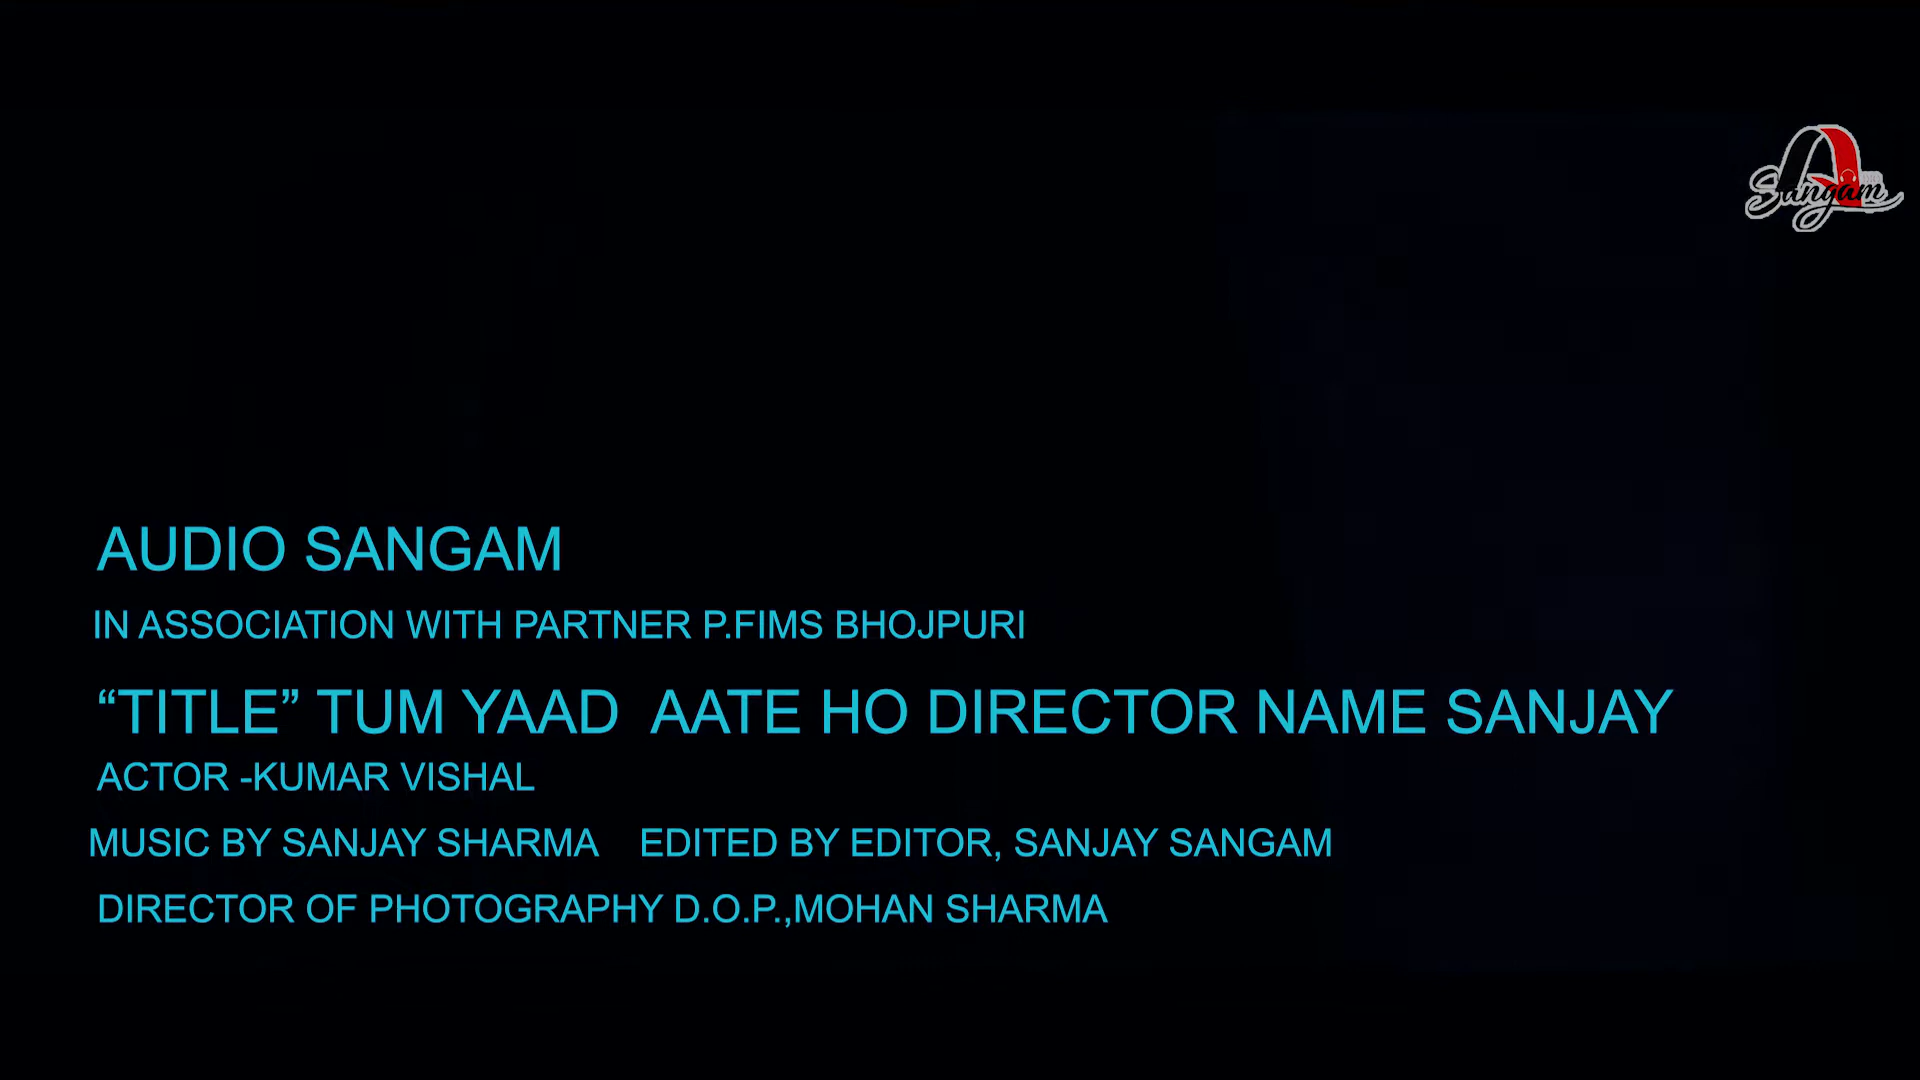 Sangam
AUDIO SANGAM
IN ASSOCIATION WITH PARTNER P.FIMS BHOJPURI
“TITLE” TUM YAAD  AATE HO DIRECTOR NAME SANJAY
ACTOR -KUMAR VISHAL
MUSIC BY SANJAY SHARMA    EDITED BY EDITOR, SANJAY SANGAM
DIRECTOR OF PHOTOGRAPHY D.O.P.,MOHAN SHARMA